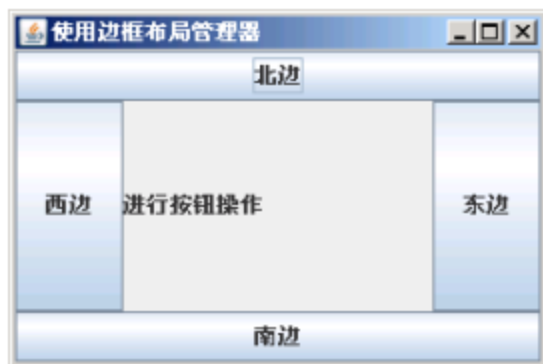 使用边框布局管理器
北边
西边
进行按钮操作
东边
南边